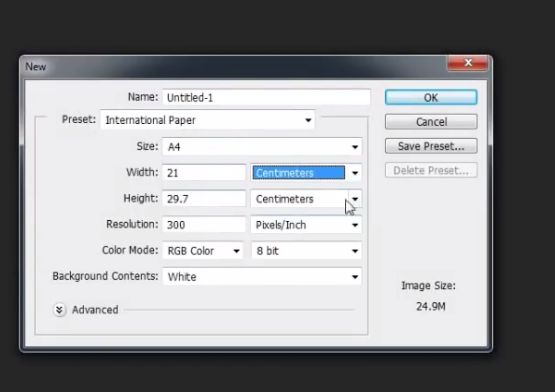 New
Name: Untitled-1
OK
Preset: International Paper
Cancel
Size: A4
Save Preset...
Width: 21 Centimeters
Delete Preset...
Height: 29.7 Centimeters
Resolution: 300 Pixels/Inch
Color Mode: RGB Color 8 bit
Background Contents: White
Image Size:
24.9M
Advanced